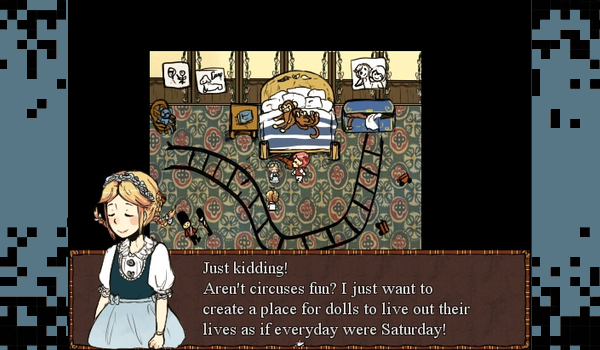 Just kidding!
Aren't circuses fun? I just want to
create a place for dolls to live out their
lives as if everyday were Saturday!